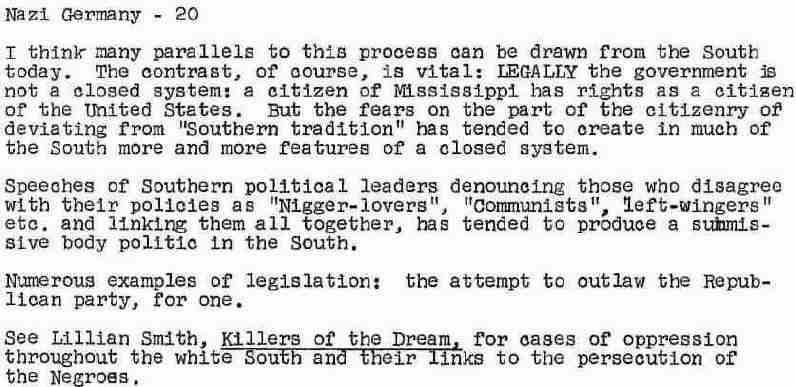 Nazi Germany - 20
I think many parallels to this process can be drawn from the South
today. The contrast, of course, is vital: LEGALLY the government is
not a closed system: a citizen of Mississippi has rights as a citizen
of the United States. But the fears on the part of the citizenry of
deviating from "Southern tradition" has tended to create in much of
the South more and more features of a closed system.
Speeches of Southern political leaders denouncing those who disagree
with their policies as "Nigger-lovers", "Communists", left-wingers"
etc. and linking them all together, has tended to produce a submis-
sive body politic in the South.
Numerous examples of legislation: the attempt to outlaw the Repub-
lican party, for one.
See Lillian Smith, Killers of the Dream, for cases of oppression
throughout the white South and their links to the persecution of
the Negroes.